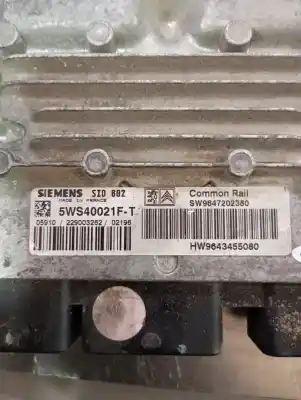 SIEMENS SID 802
MADE IN FRANCE
5WS40021F-T
05910 / 229003262 / 02196
Common Rail
SW9647202380
HW9643455080